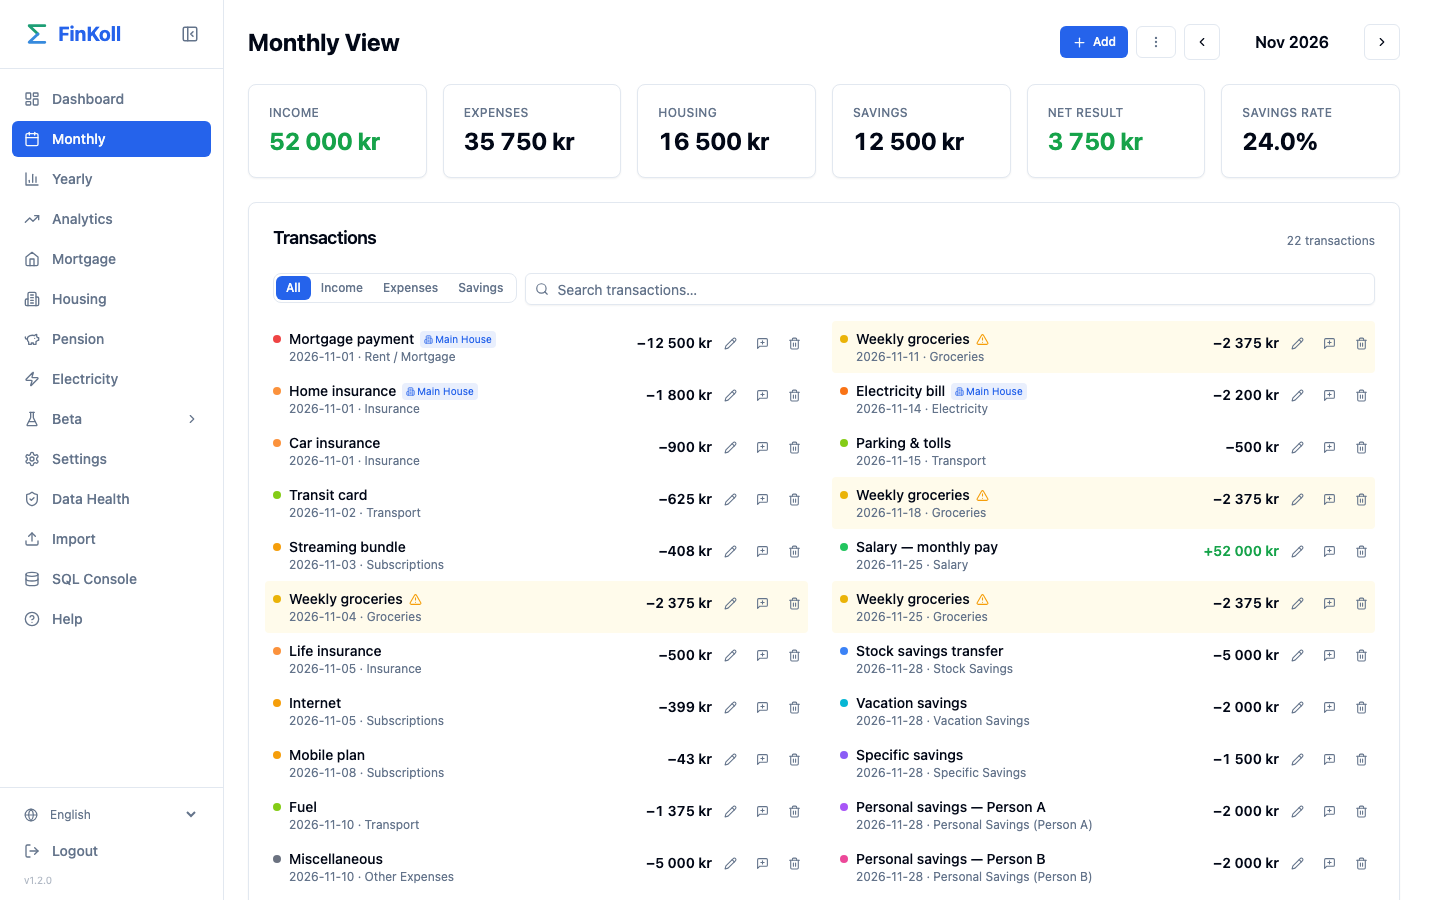 FinKoll
Dashboard
Monthly
Yearly
Analytics
Mortgage
Housing
Pension
Electricity
Beta
Settings
Data Health
Import
SQL Console
Help
English
Logout
v1.2.0
Monthly View
Add
Nov 2026
INCOME
52 000 kr
EXPENSES
35 750 kr
HOUSING
16 500 kr
SAVINGS
12 500 kr
NET RESULT
3 750 kr
SAVINGS RATE
24.0%
Transactions
22 transactions
All Income Expenses Savings
Search transactions...
Mortgage payment Main House −12 500 kr
2026-11-01 · Rent / Mortgage
Home insurance Main House −1 800 kr
2026-11-01 · Insurance
Car insurance −900 kr
2026-11-01 · Insurance
Transit card −625 kr
2026-11-02 · Transport
Streaming bundle −408 kr
2026-11-03 · Subscriptions
Weekly groceries −2 375 kr
2026-11-04 · Groceries
Life insurance −500 kr
2026-11-05 · Insurance
Internet −399 kr
2026-11-05 · Subscriptions
Mobile plan −43 kr
2026-11-08 · Subscriptions
Fuel −1 375 kr
2026-11-10 · Transport
Miscellaneous −5 000 kr
2026-11-10 · Other Expenses
Weekly groceries −2 375 kr
2026-11-11 · Groceries
Electricity bill Main House −2 200 kr
2026-11-14 · Electricity
Parking & tolls −500 kr
2026-11-15 · Transport
Weekly groceries −2 375 kr
2026-11-18 · Groceries
Salary — monthly pay +52 000 kr
2026-11-25 · Salary
Weekly groceries −2 375 kr
2026-11-25 · Groceries
Stock savings transfer −5 000 kr
2026-11-28 · Stock Savings
Vacation savings −2 000 kr
2026-11-28 · Vacation Savings
Specific savings −1 500 kr
2026-11-28 · Specific Savings
Personal savings — Person A −2 000 kr
2026-11-28 · Personal Savings (Person A)
Personal savings — Person B −2 000 kr
2026-11-28 · Personal Savings (Person B)